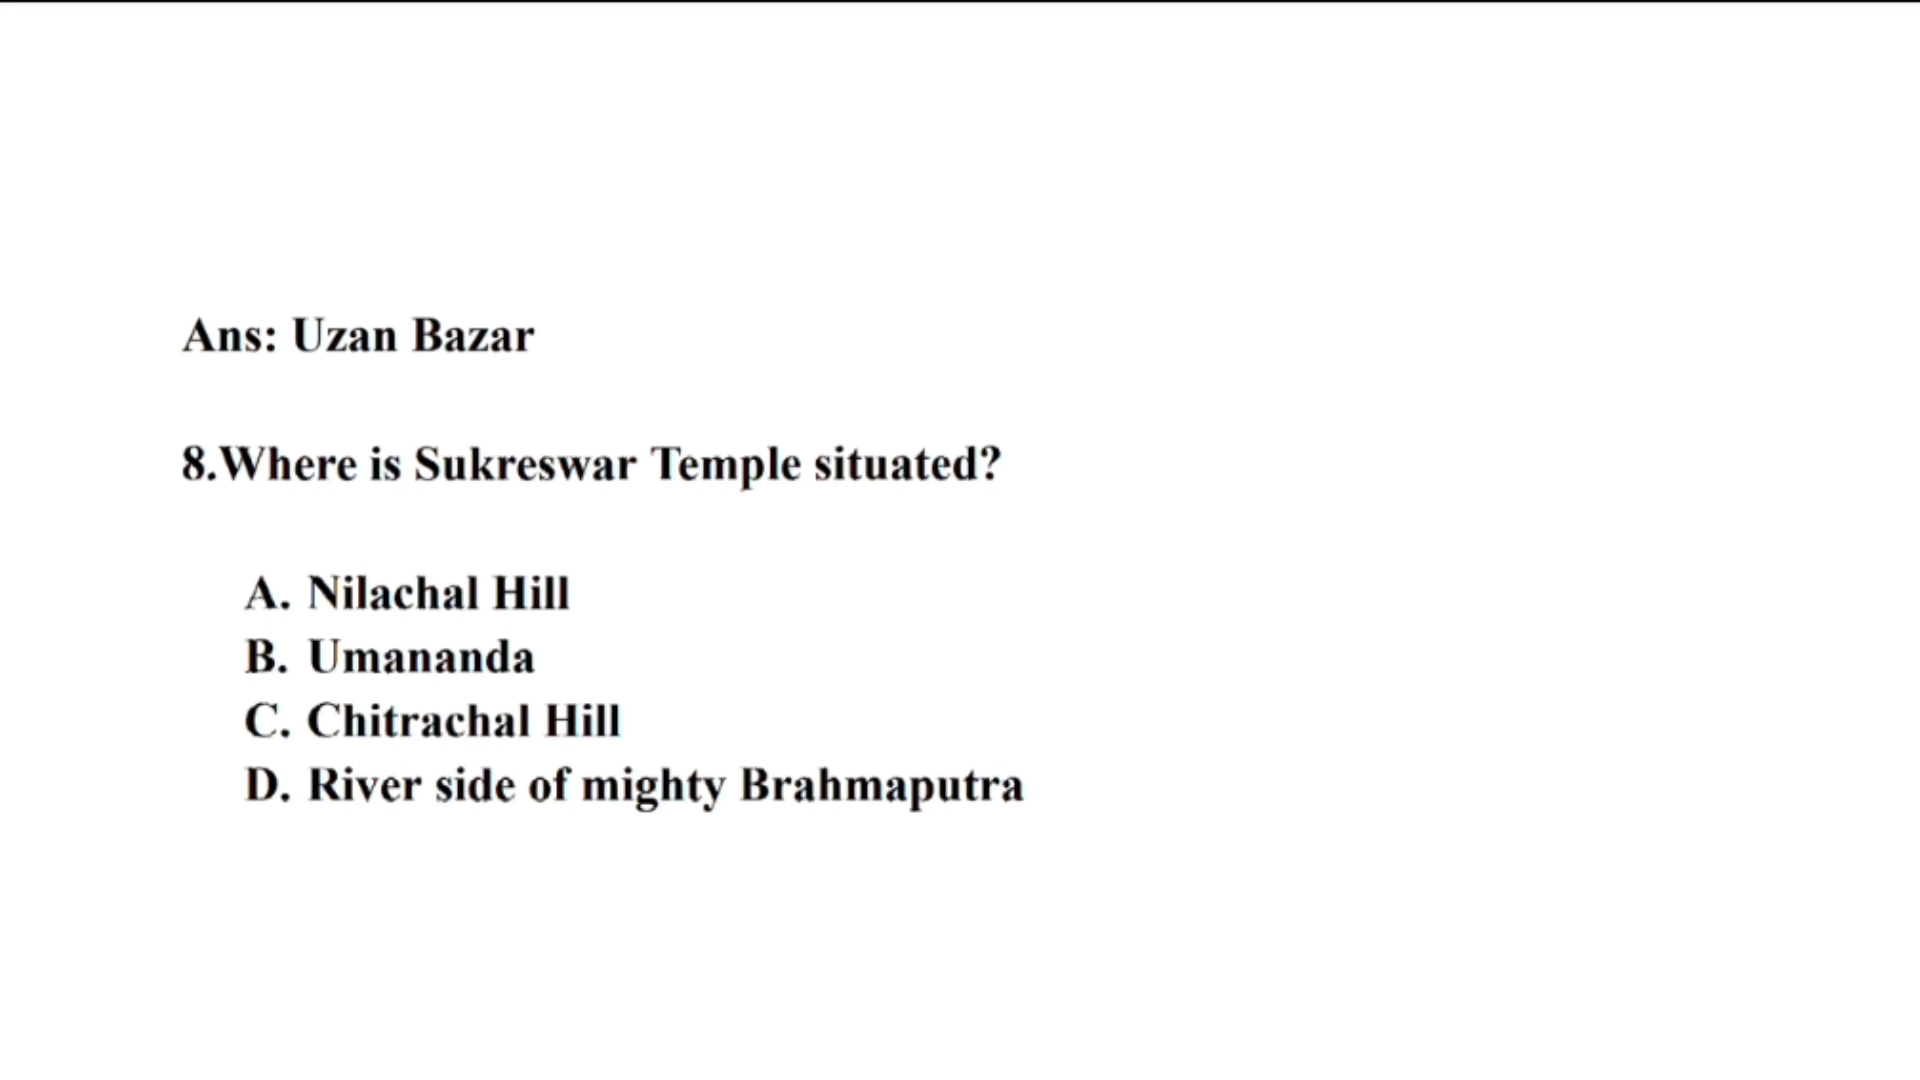 Ans: Uzan Bazar
8.Where is Sukreswar Temple situated?
A. Nilachal Hill
B. Umananda
C. Chitrachal Hill
D. River side of mighty Brahmaputra